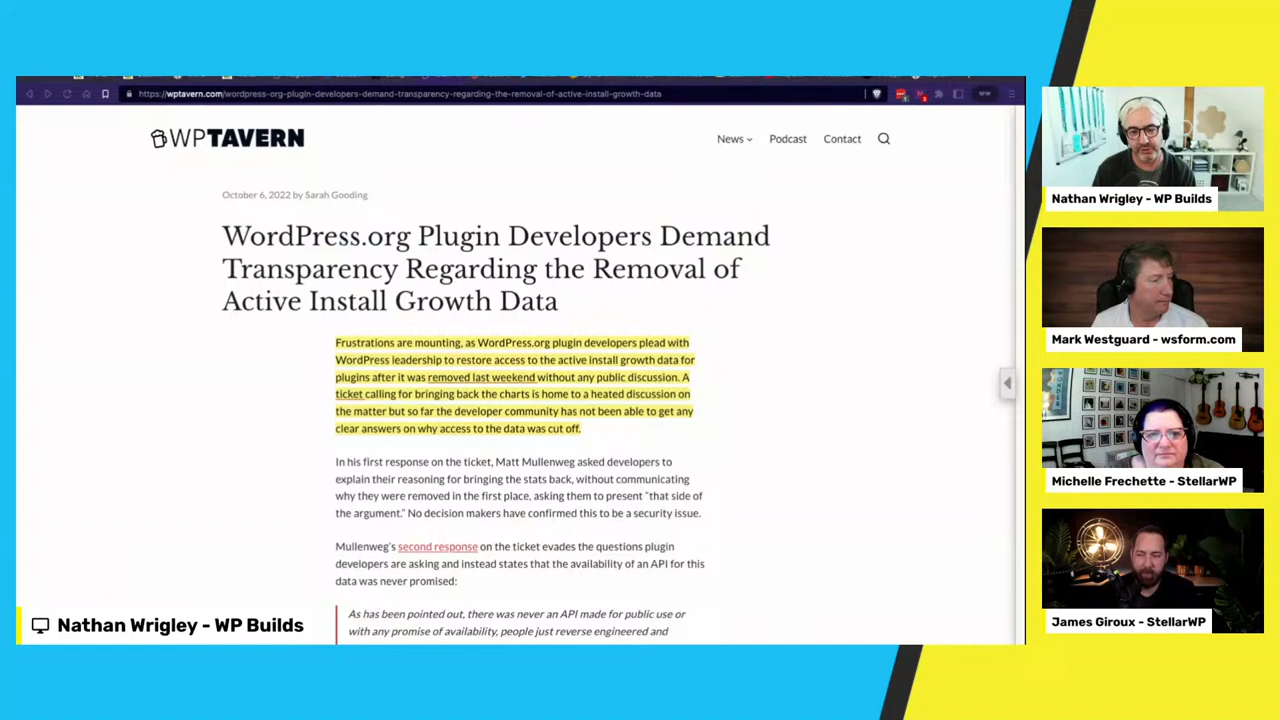 https://wptavern.com/wordpress-org-plugin-developers-demand-transparency-regarding-the-removal-of-active-install-growth-data
WPTAVERN
News Podcast Contact
October 6, 2022 by Sarah Gooding
WordPress.org Plugin Developers Demand
Transparency Regarding the Removal of
Active Install Growth Data
Frustrations are mounting, as WordPress.org plugin developers plead with
WordPress leadership to restore access to the active install growth data for
plugins after it was removed last weekend without any public discussion. A
ticket calling for bringing back the charts is home to a heated discussion on
the matter but so far the developer community has not been able to get any
clear answers on why access to the data was cut off.
In his first response on the ticket, Matt Mullenweg asked developers to
explain their reasoning for bringing the stats back, without communicating
why they were removed in the first place, asking them to present "that side of
the argument." No decision makers have confirmed this to be a security issue.
Mullenweg's second response on the ticket evades the questions plugin
developers are asking and instead states that the availability of an API for this
data was never promised:
As has been pointed out, there was never an API made for public use or
with any promise of availability, people just reverse engineered and
Nathan Wrigley - WP Builds
Nathan Wrigley - WP Builds
Mark Westguard - wsform.com
Michelle Frechette - StellarWP
James Giroux - StellarWP